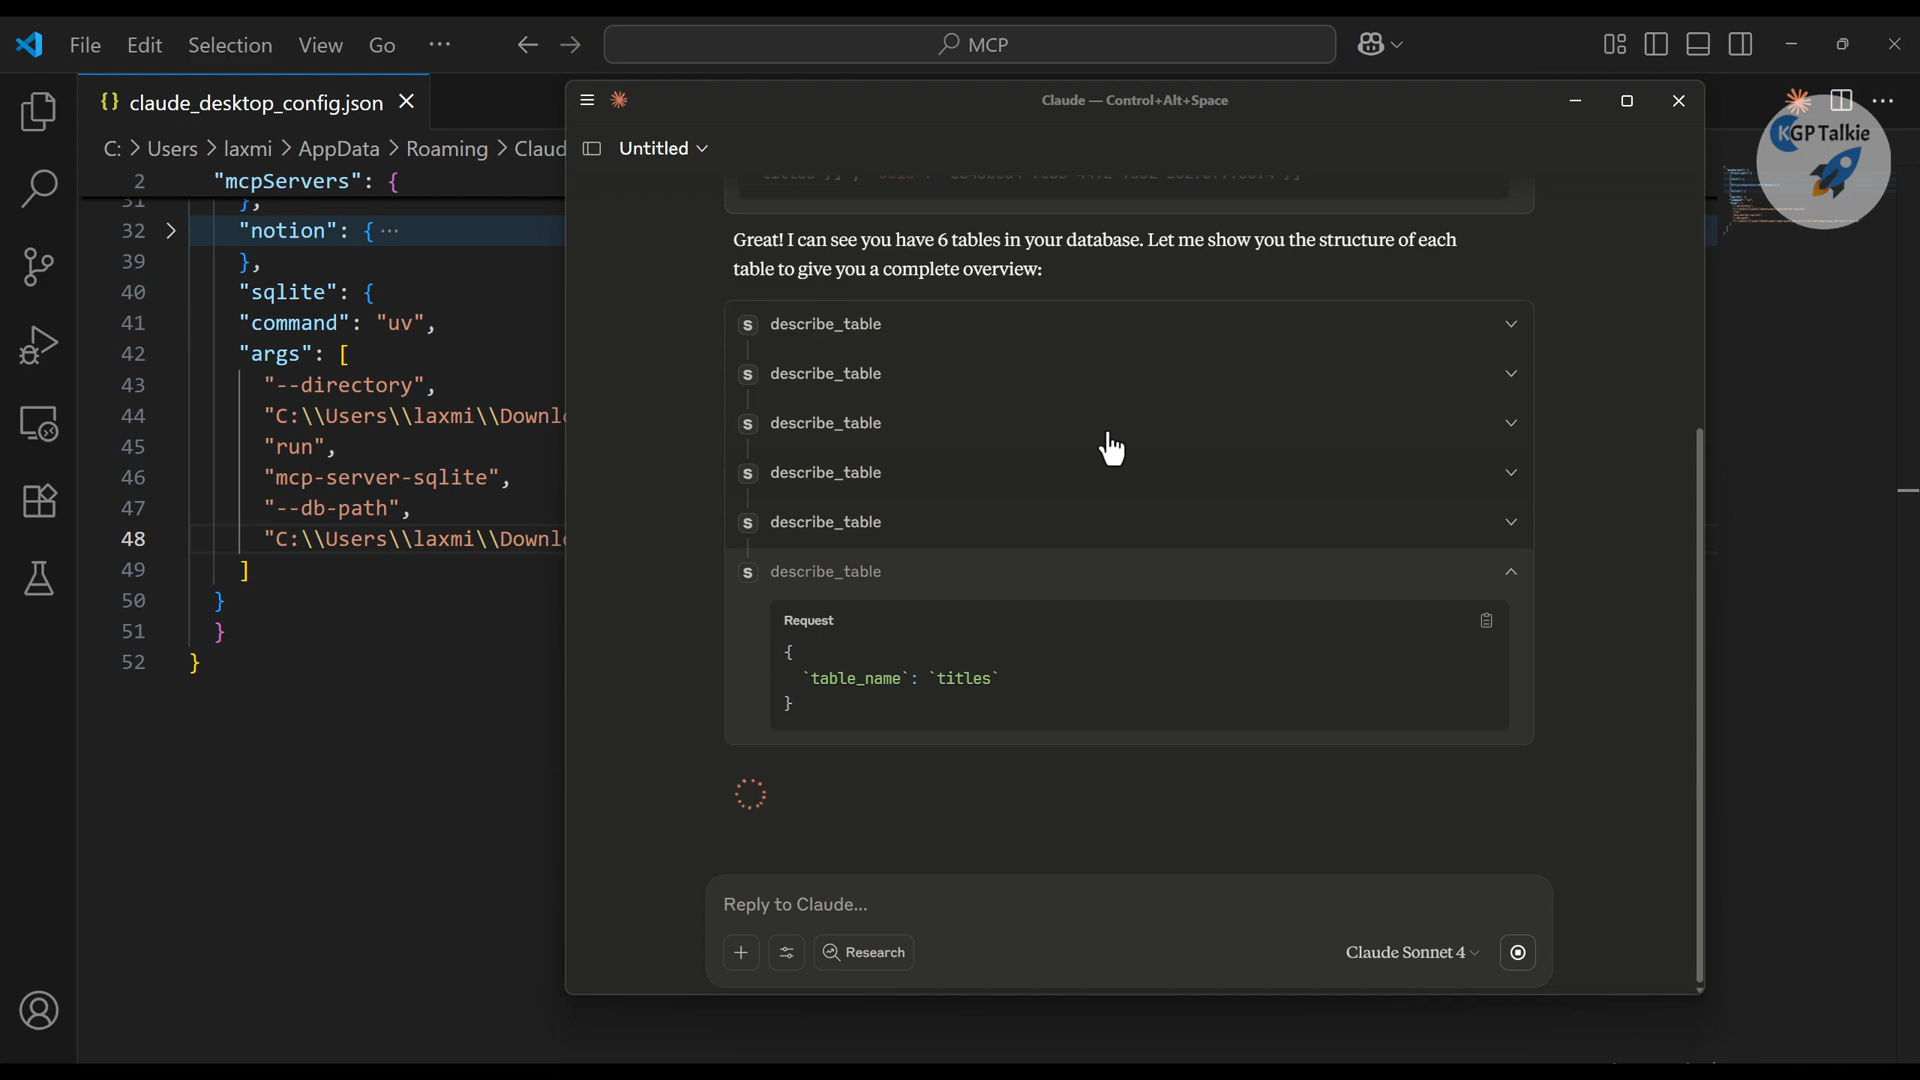 File Edit Selection View Go ···
MCP
{} claude_desktop_config.json
C: > Users > laxmi > AppData > Roaming > Claud
2 "mcpServers": {
31 },
32 "notion": { ···
39 },
40 "sqlite": {
41 "command": "uv",
42 "args": [
43 "--directory",
44 "C:\\Users\\laxmi\\Downlo
45 "run",
46 "mcp-server-sqlite",
47 "--db-path",
48 "C:\\Users\\laxmi\\Downlo
49 ]
50 }
51 }
52 }
Claude — Control+Alt+Space
Untitled
Great! I can see you have 6 tables in your database. Let me show you the structure of each
table to give you a complete overview:
S describe_table
S describe_table
S describe_table
S describe_table
S describe_table
S describe_table
Request
{
`table_name`: `titles`
}
Reply to Claude...
Research
Claude Sonnet 4
KGP Talkie